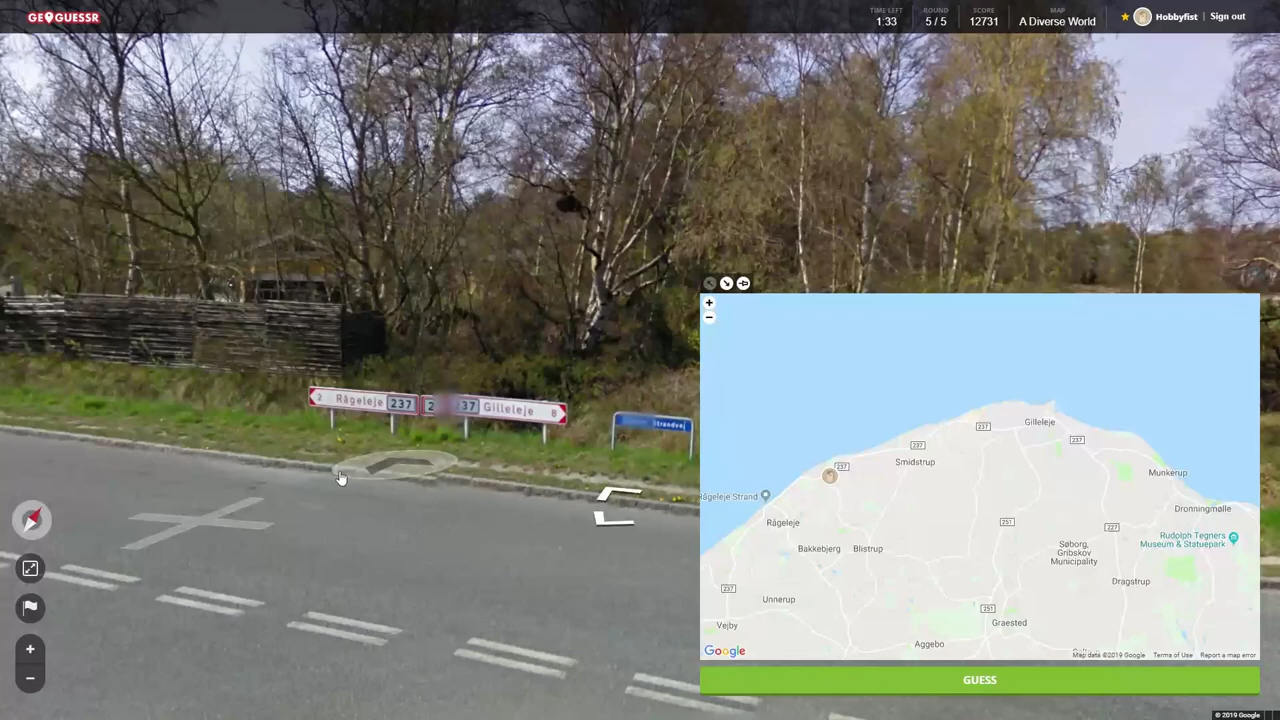 GEOGUESSR
TIME LEFT
1:33
ROUND
5 / 5
SCORE
12731
MAP
A Diverse World
Hobbyfist | Sign out
2 Rågeleje 237
237 Gilleleje 8
Strandvej
Gilleleje
237
237
237
237
Smidstrup
Munkerup
Rågeleje Strand
Rågeleje
Dronningmølle
251
227
Rudolph Tegners
Museum & Statuepark
Bakkebjerg
Blistrup
Søborg,
Gribskov
Municipality
Dragstrup
237
Unnerup
251
Vejby
Graested
Aggebo
Google
Map data ©2019 Google
Terms of Use
Report a map error
GUESS
© 2019 Google